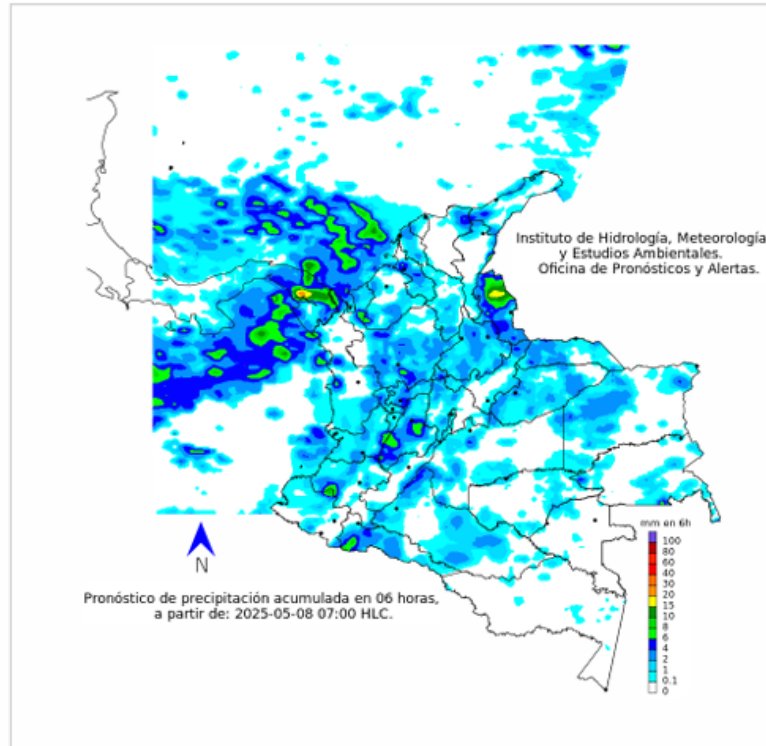 Instituto de Hidrología, Meteorología
y Estudios Ambientales.
Oficina de Pronósticos y Alertas.
mm en 6h
100
80
60
40
30
20
15
10
8
6
4
2
1
0.1
0
N
Pronóstico de precipitación acumulada en 06 horas,
a partir de: 2025-05-08 07:00 HLC.